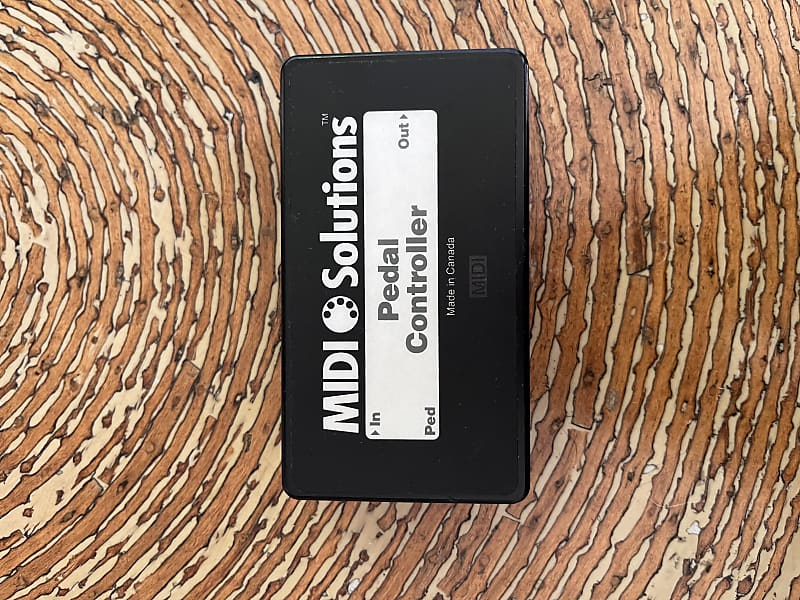 MIDI Solutions™
▸In Out▸
Pedal
Controller
Ped
Made in Canada
MIDI